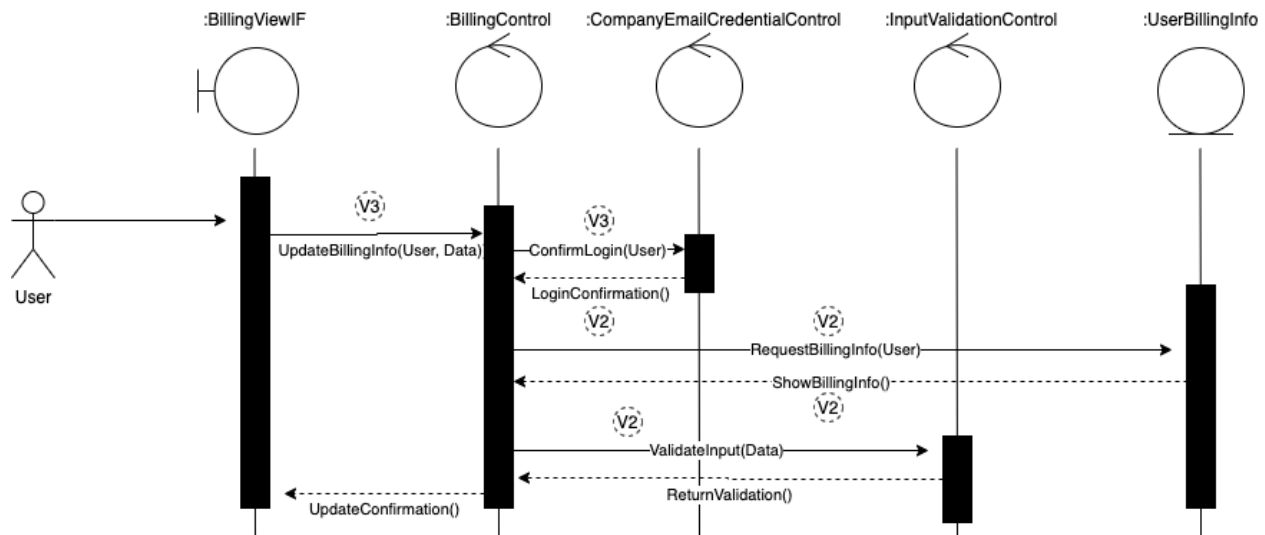 :BillingViewIF
:BillingControl
:CompanyEmailCredentialControl
:InputValidationControl
:UserBillingInfo
V3
UpdateBillingInfo(User, Data)
V3
ConfirmLogin(User)
LoginConfirmation()
User
V2
V2
RequestBillingInfo(User)
ShowBillingInfo()
V2
V2
ValidateInput(Data)
ReturnValidation()
UpdateConfirmation()